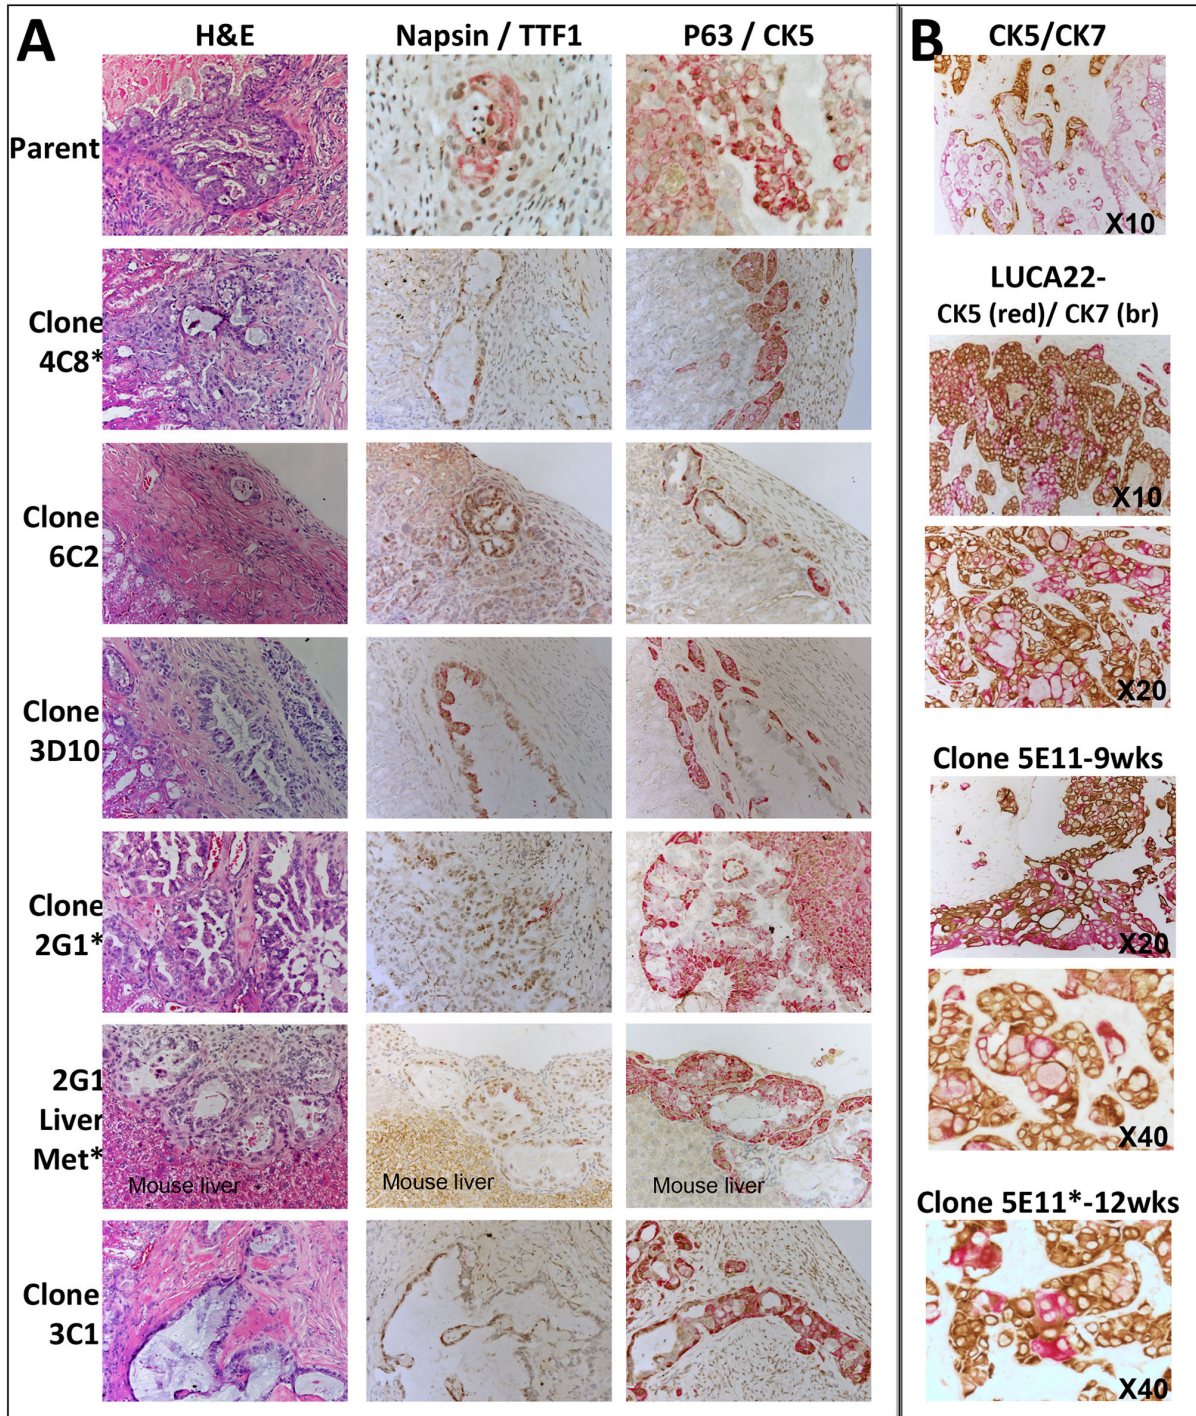 A
H&E
Napsin / TTF1
P63 / CK5
Parent
Clone
4C8*
Clone
6C2
Clone
3D10
Clone
2G1*
2G1
Liver
Met*
Mouse liver
Mouse liver
Mouse liver
Clone
3C1
B
CK5/CK7
X10
LUCA22-
CK5 (red)/ CK7 (br)
X10
X20
Clone 5E11-9wks
X20
X40
Clone 5E11*-12wks
X40